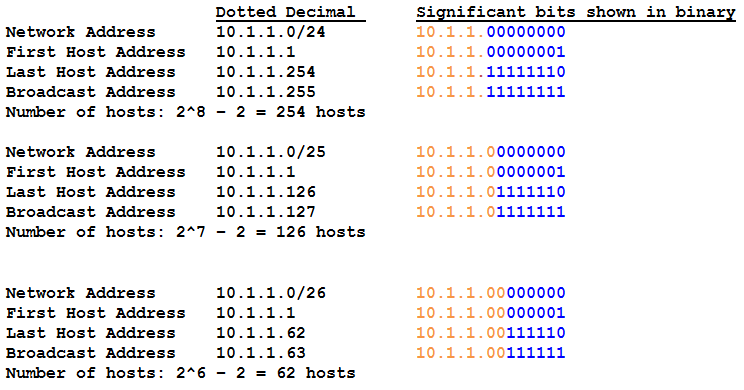 Dotted Decimal Significant bits shown in binary
Network Address 10.1.1.0/24 10.1.1.00000000
First Host Address 10.1.1.1 10.1.1.00000001
Last Host Address 10.1.1.254 10.1.1.11111110
Broadcast Address 10.1.1.255 10.1.1.11111111
Number of hosts: 2^8 – 2 = 254 hosts
Network Address 10.1.1.0/25 10.1.1.00000000
First Host Address 10.1.1.1 10.1.1.00000001
Last Host Address 10.1.1.126 10.1.1.01111110
Broadcast Address 10.1.1.127 10.1.1.01111111
Number of hosts: 2^7 – 2 = 126 hosts
Network Address 10.1.1.0/26 10.1.1.00000000
First Host Address 10.1.1.1 10.1.1.00000001
Last Host Address 10.1.1.62 10.1.1.00111110
Broadcast Address 10.1.1.63 10.1.1.00111111
Number of hosts: 2^6 – 2 = 62 hosts